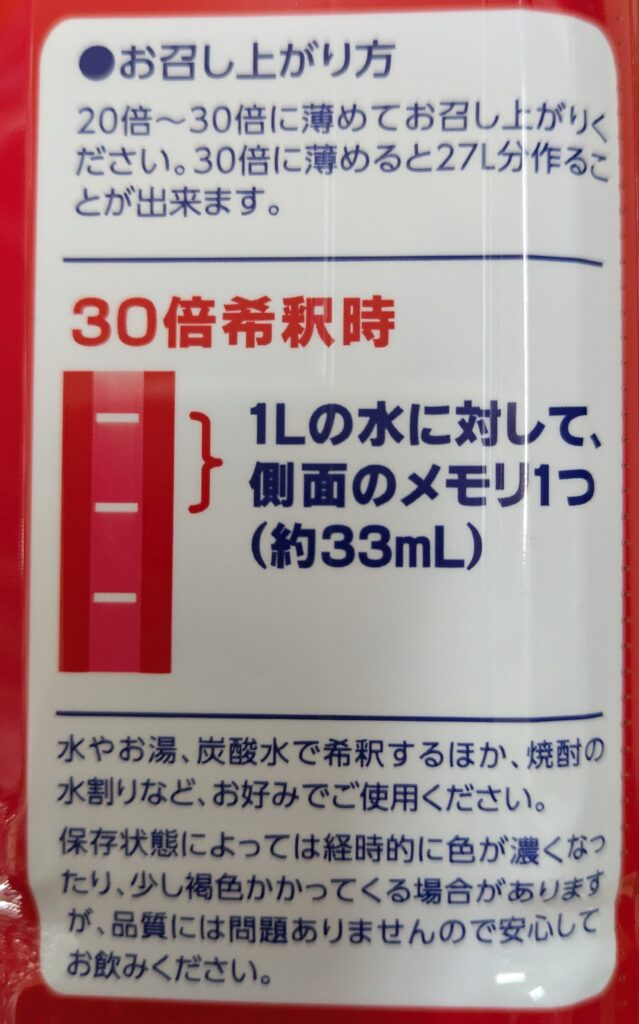 ●お召し上がり方
20倍～30倍に薄めてお召し上がりく
ださい。30倍に薄めると27L分作るこ
とが出来ます。
30倍希釈時
1Lの水に対して、
側面のメモリ1つ
(約33mL)
水やお湯、炭酸水で希釈するほか、焼酎の
水割りなど、お好みでご使用ください。
保存状態によっては経時的に色が濃くなっ
たり、少し褐色かかってくる場合があります
が、品質には問題ありませんので安心して
お飲みください。